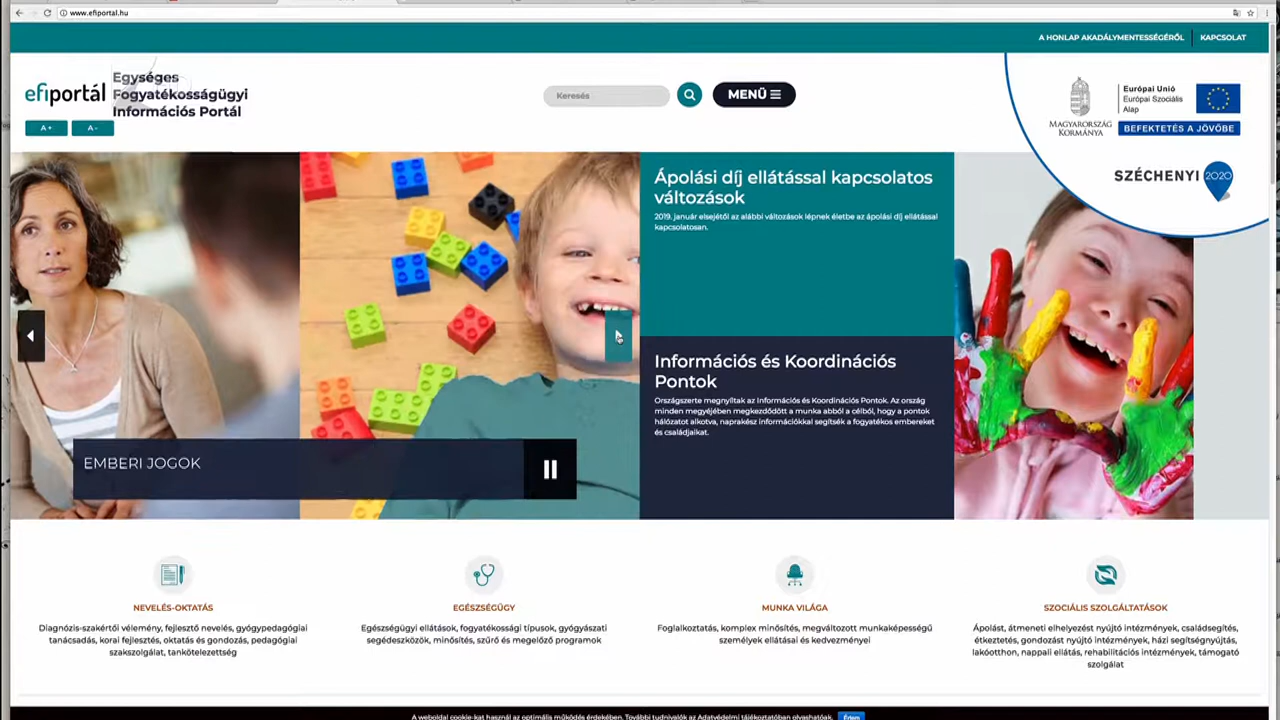 www.efiportal.hu
A HONLAP AKADÁLYMENTESSÉGÉRŐL
KAPCSOLAT
efiportál
Egységes
Fogyatékosságügyi
Információs Portál
A +
A -
Keresés
MENÜ
MAGYARORSZÁG
KORMÁNYA
Európai Unió
Európai Szociális
Alap
BEFEKTETÉS A JÖVŐBE
SZÉCHENYI 2020
EMBERI JOGOK
Ápolási díj ellátással kapcsolatos
változások
2019. január elsejétől az alábbi változások lépnek életbe az ápolási díj ellátással
kapcsolatosan.
Információs és Koordinációs
Pontok
Országszerte megnyíltak az Információs és Koordinációs Pontok. Az ország
minden megyéjében megkezdődött a munka abból a célból, hogy a pontok
hálózatot alkotva, naprakész információkkal segítsék a fogyatékos embereket
és családjaikat.
NEVELÉS-OKTATÁS
Diagnózis-szakértői vélemény, fejlesztő nevelés, gyógypedagógiai
tanácsadás, korai fejlesztés, oktatás és gondozás, pedagógiai
szakszolgálat, tankötelezettség
EGÉSZSÉGÜGY
Egészségügyi ellátások, fogyatékossági típusok, gyógyászati
segédeszközök, minősítés, szűrő és megelőző programok
MUNKA VILÁGA
Foglalkoztatás, komplex minősítés, megváltozott munkaképességű
személyek ellátásai és kedvezményei
SZOCIÁLIS SZOLGÁLTATÁSOK
Ápolást, átmeneti elhelyezést nyújtó intézmények, családsegítés,
étkeztetés, gondozást nyújtó intézmények, házi segítségnyújtás,
lakóotthon, nappali ellátás, rehabilitációs intézmények, támogató
szolgálat
A weboldal cookie-kat használ az optimális működés érdekében. További tudnivalók az Adatvédelmi tájékoztatóban olvashatóak.
Értem